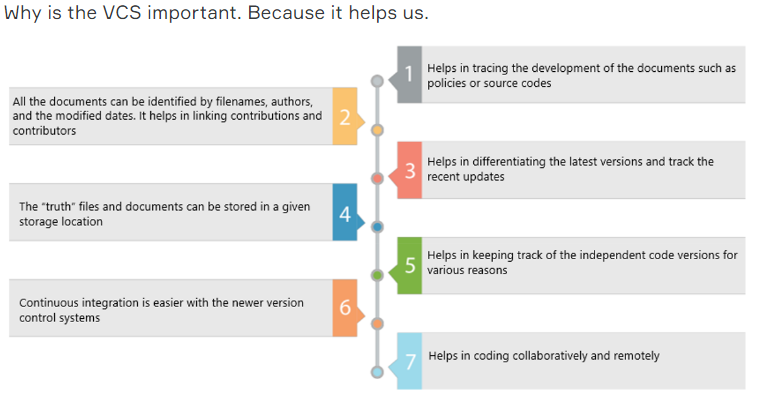 Why is the VCS important. Because it helps us.
1
Helps in tracing the development of the documents such as
policies or source codes
All the documents can be identified by filenames, authors,
and the modified dates. It helps in linking contributions and
contributors
2
3
Helps in differentiating the latest versions and track the
recent updates
The "truth" files and documents can be stored in a given
storage location
4
5
Helps in keeping track of the independent code versions for
various reasons
Continuous integration is easier with the newer version
control systems
6
7
Helps in coding collaboratively and remotely